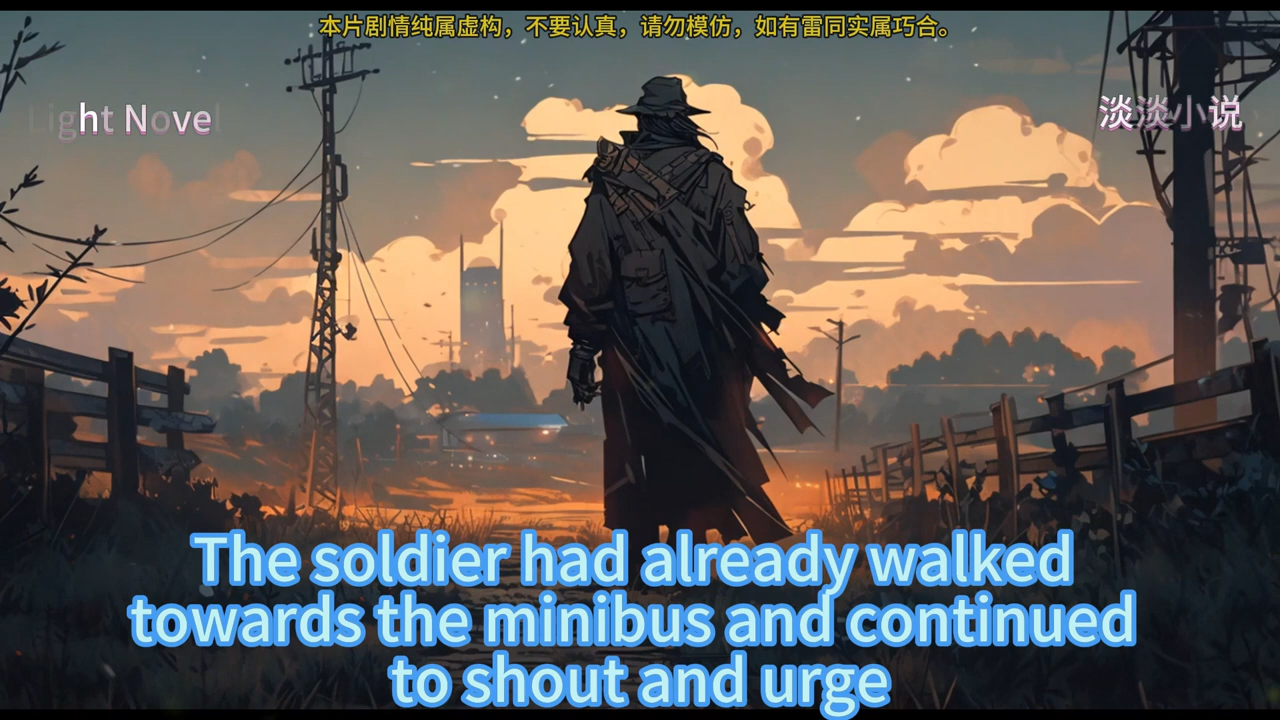 本片剧情纯属虚构，不要认真，请勿模仿，如有雷同实属巧合。
Light Novel
淡淡小说
The soldier had already walked
towards the minibus and continued
to shout and urge